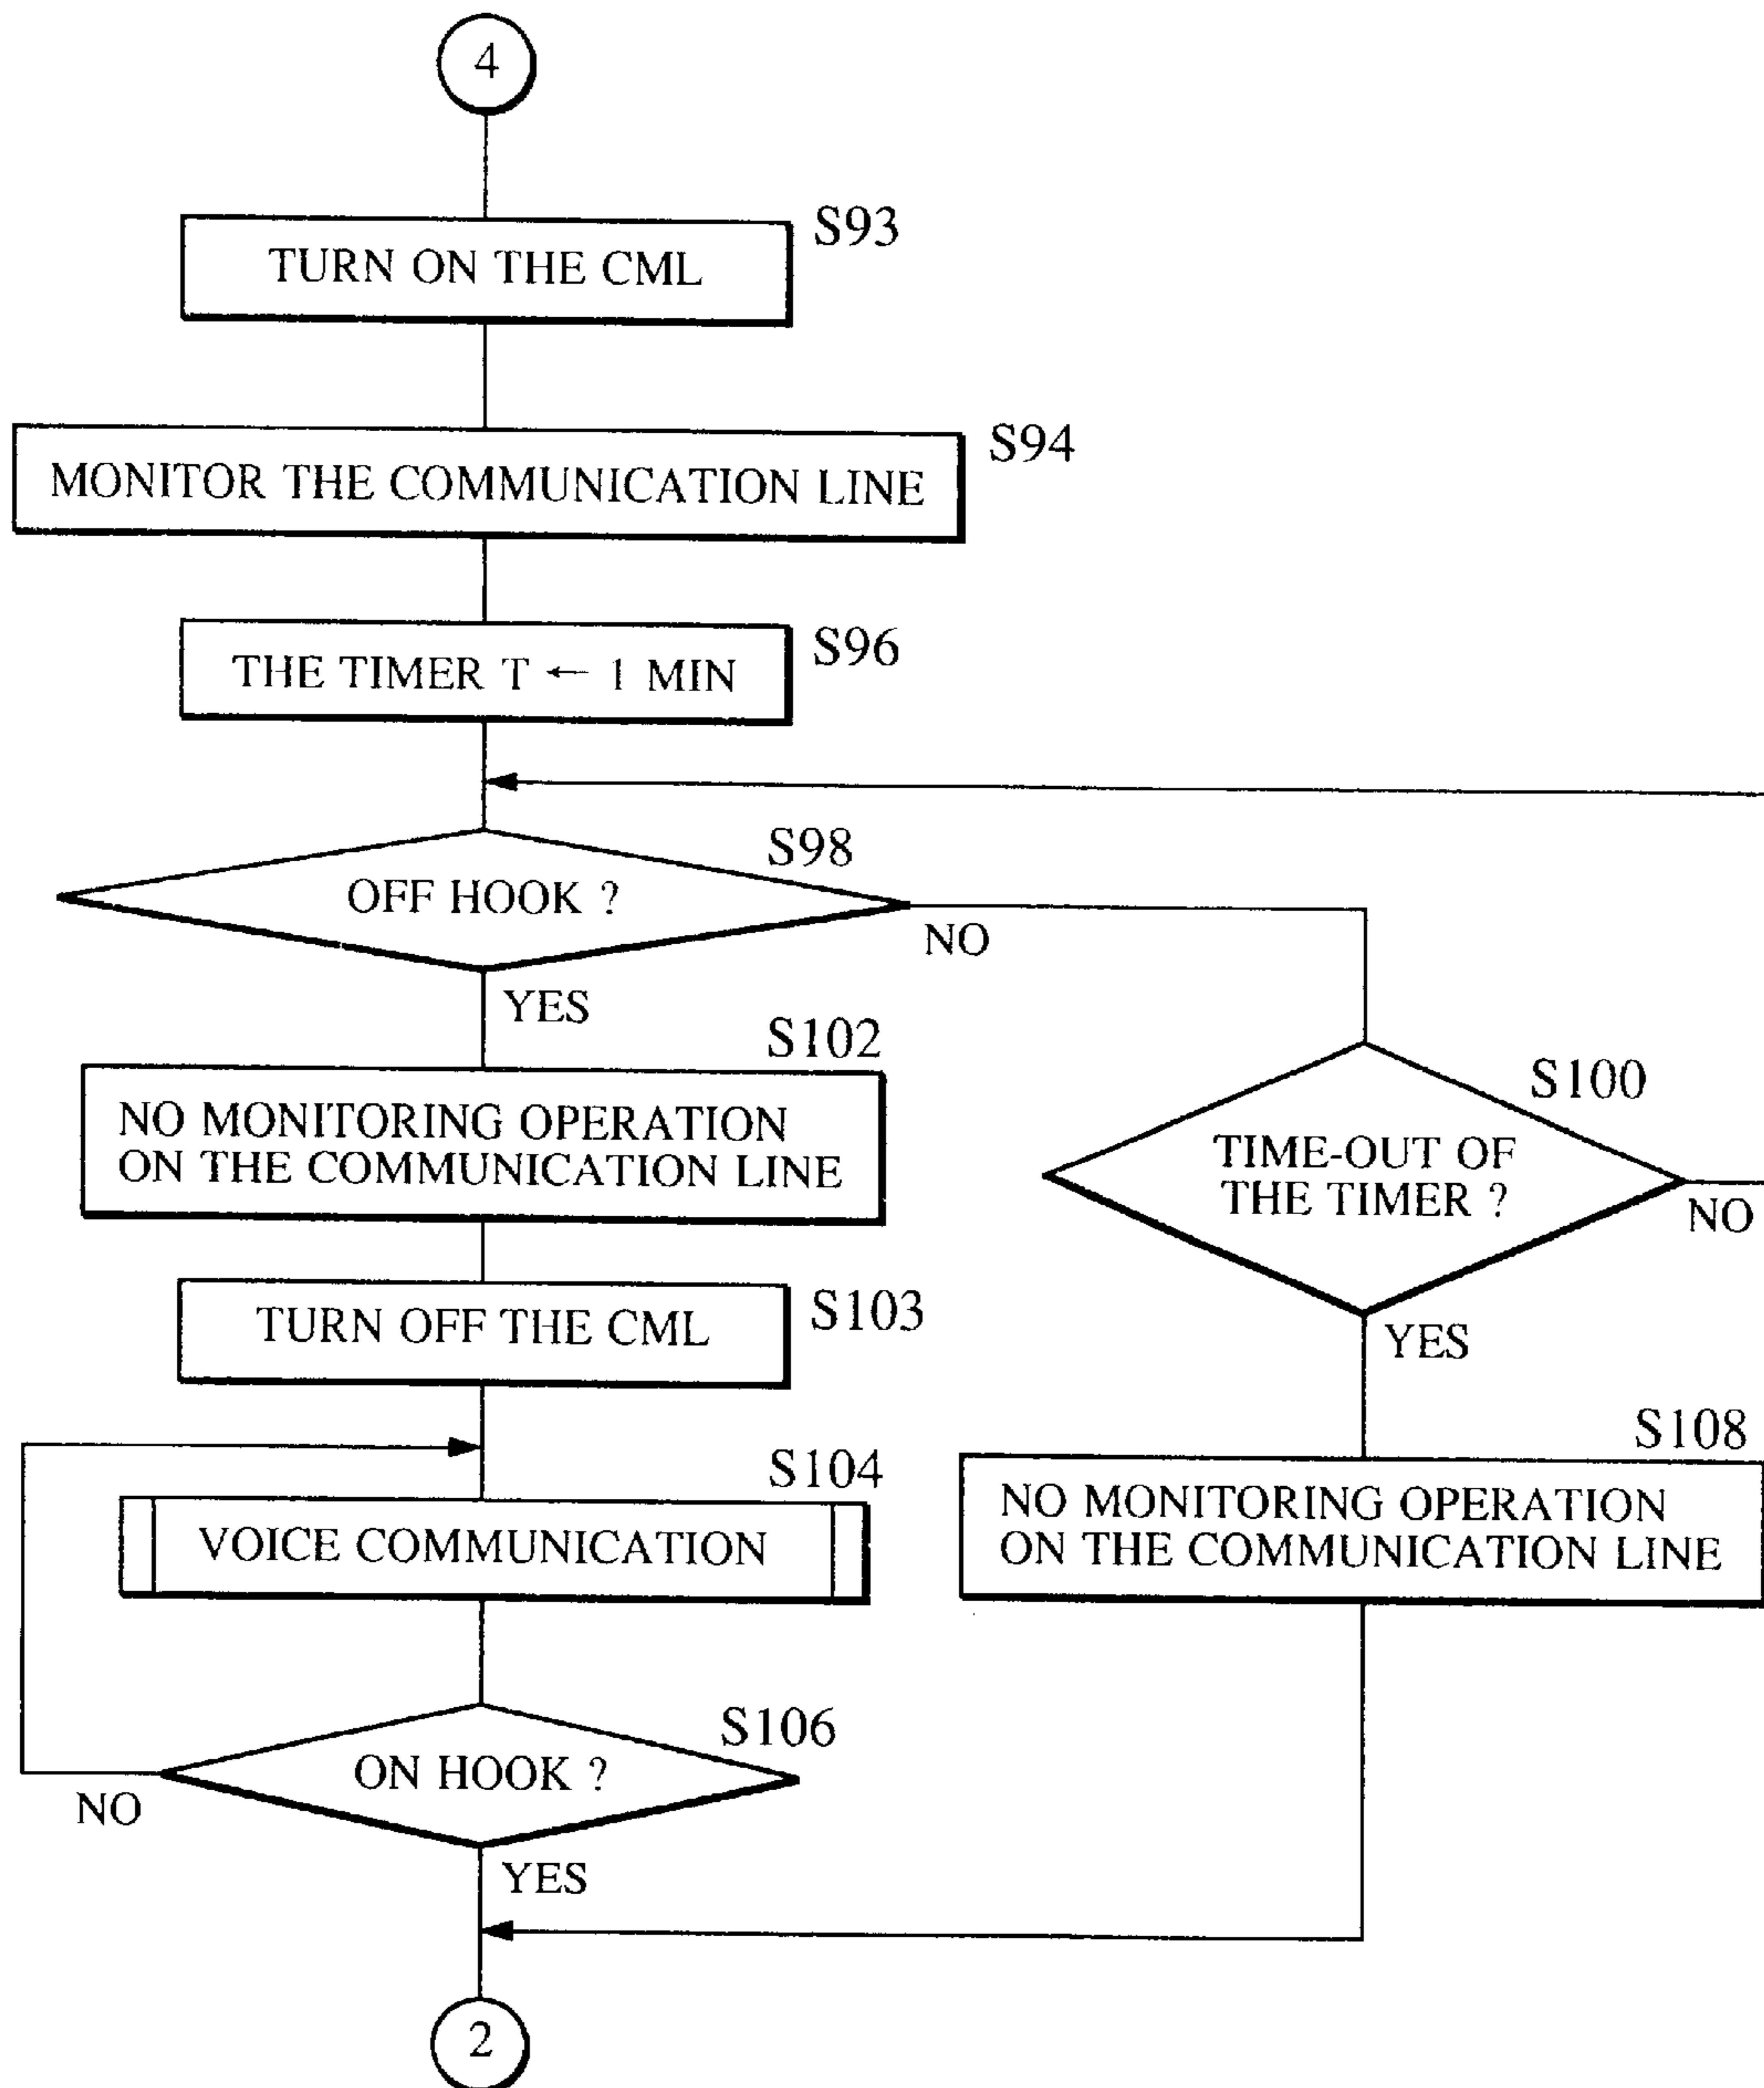 4
S93
TURN ON THE CML
S94
MONITOR THE COMMUNICATION LINE
S96
THE TIMER T ← 1 MIN
S98
OFF HOOK ?
NO
YES
S102
NO MONITORING OPERATION
ON THE COMMUNICATION LINE
S100
TIME-OUT OF
THE TIMER ?
NO
YES
S103
TURN OFF THE CML
S104
VOICE COMMUNICATION
S108
NO MONITORING OPERATION
ON THE COMMUNICATION LINE
S106
ON HOOK ?
NO
YES
2